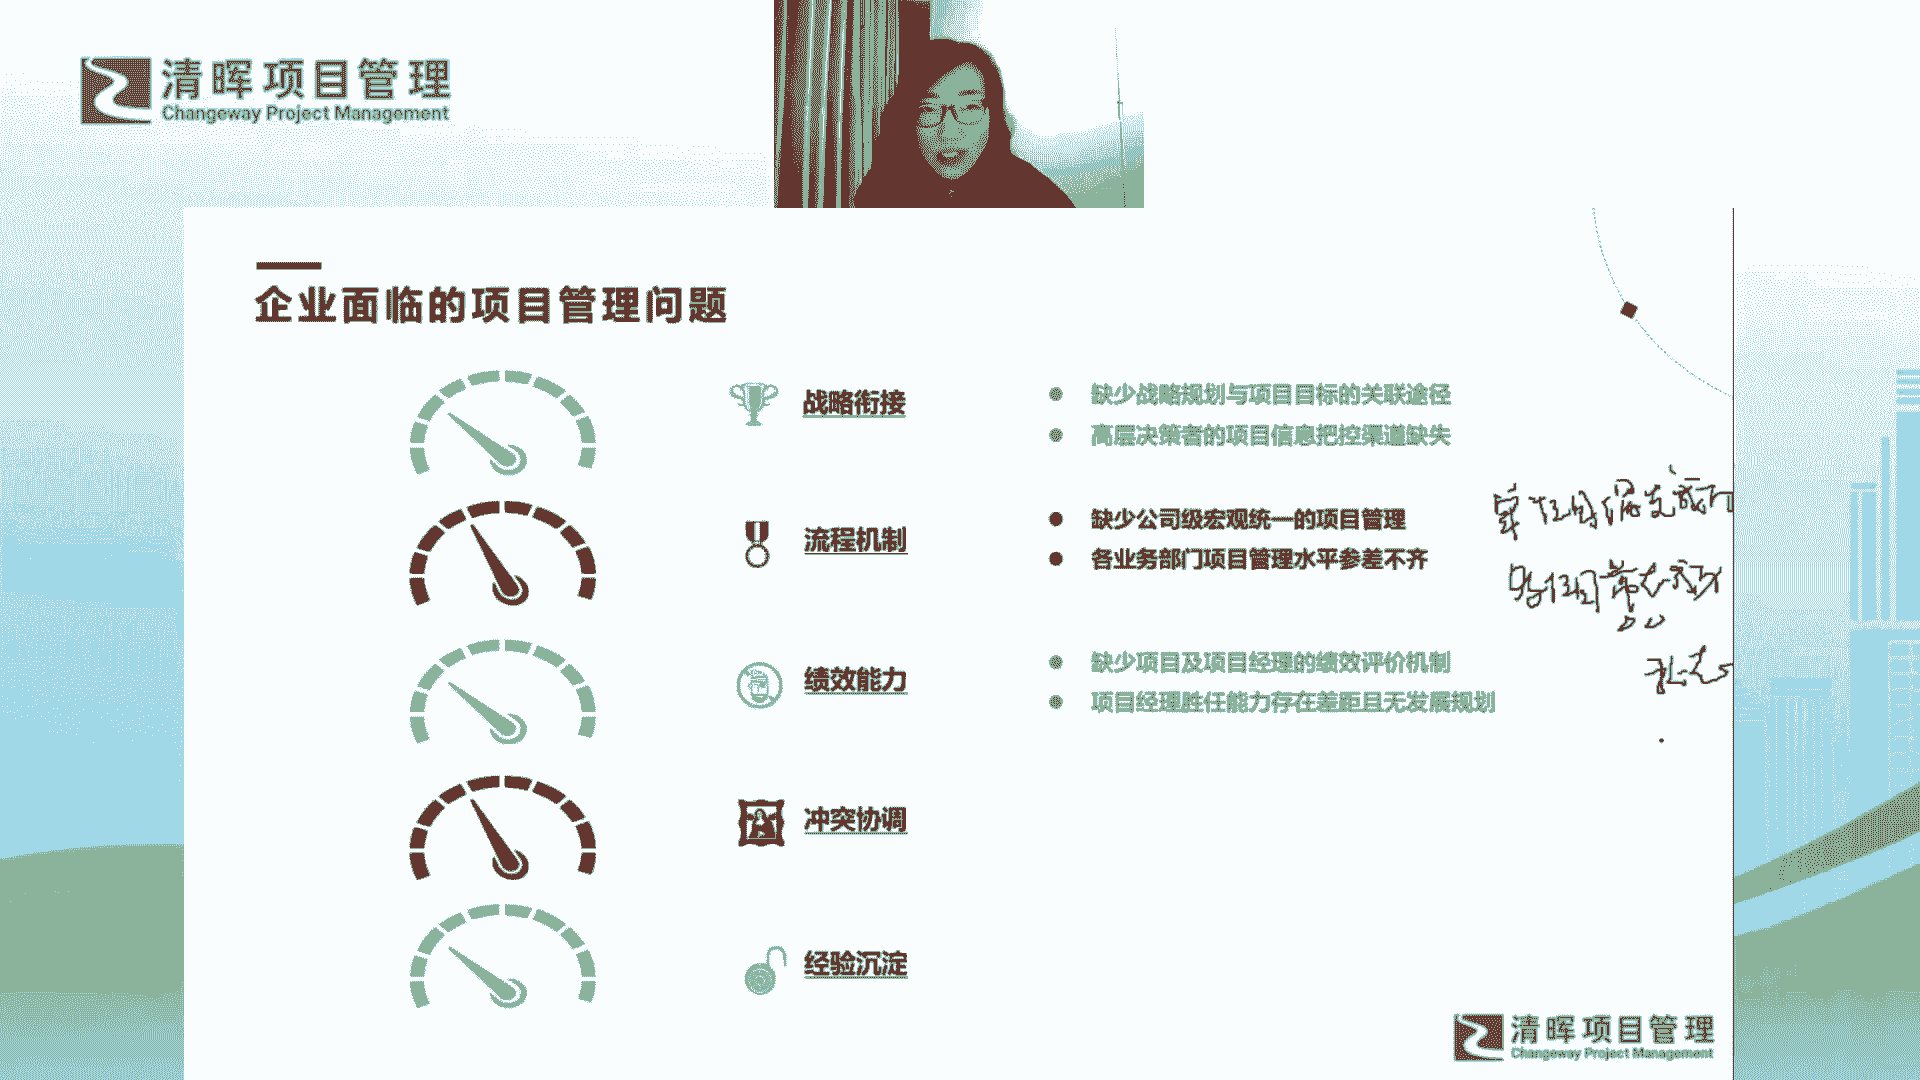 清晖项目管理
Changeway Project Management
企业面临的项目管理问题
战略衔接
缺少战略规划与项目目标的关联途径
高层决策者的项目信息把控渠道缺失
流程机制
缺少公司级宏观统一的项目管理
各业务部门项目管理水平参差不齐
绩效能力
缺少项目及项目经理的绩效评价机制
项目经理胜任能力存在差距且无发展规划
冲突协调
经验沉淀
清晖项目管理
Changeway Project Management